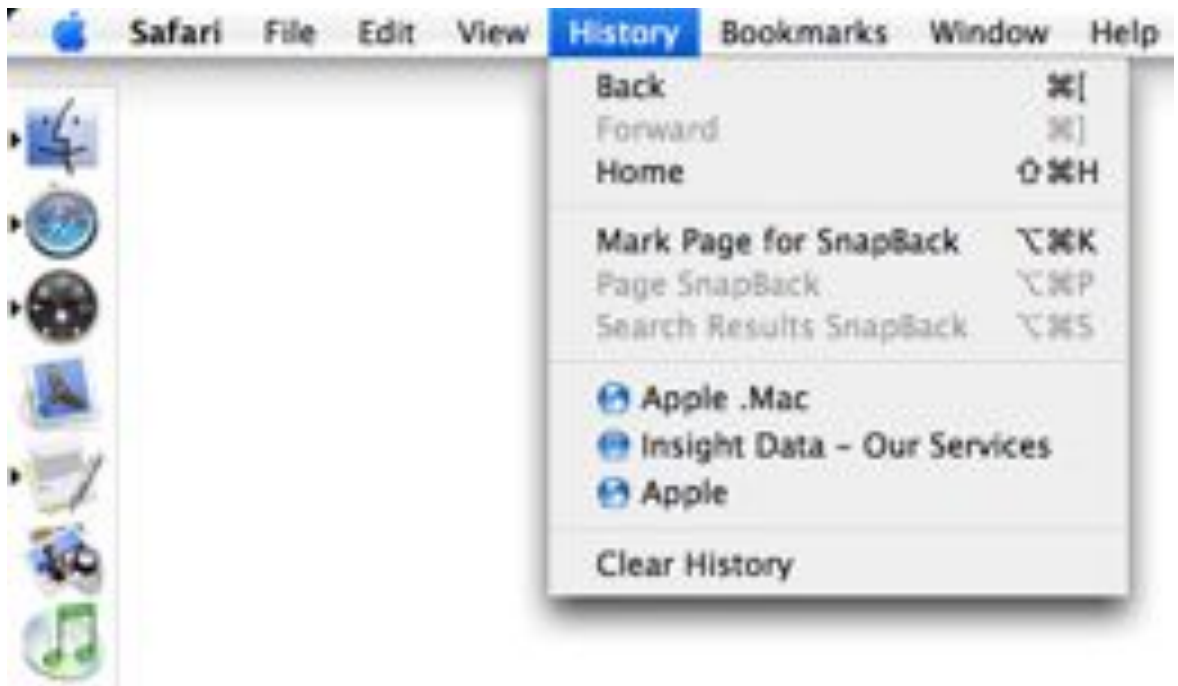 Safari File Edit View History Bookmarks Window Help
Back ⌘[
Forward ⌘]
Home ⇧⌘H
Mark Page for SnapBack ⌥⌘K
Page SnapBack ⌥⌘P
Search Results SnapBack ⌥⌘S
Apple .Mac
Insight Data – Our Services
Apple
Clear History